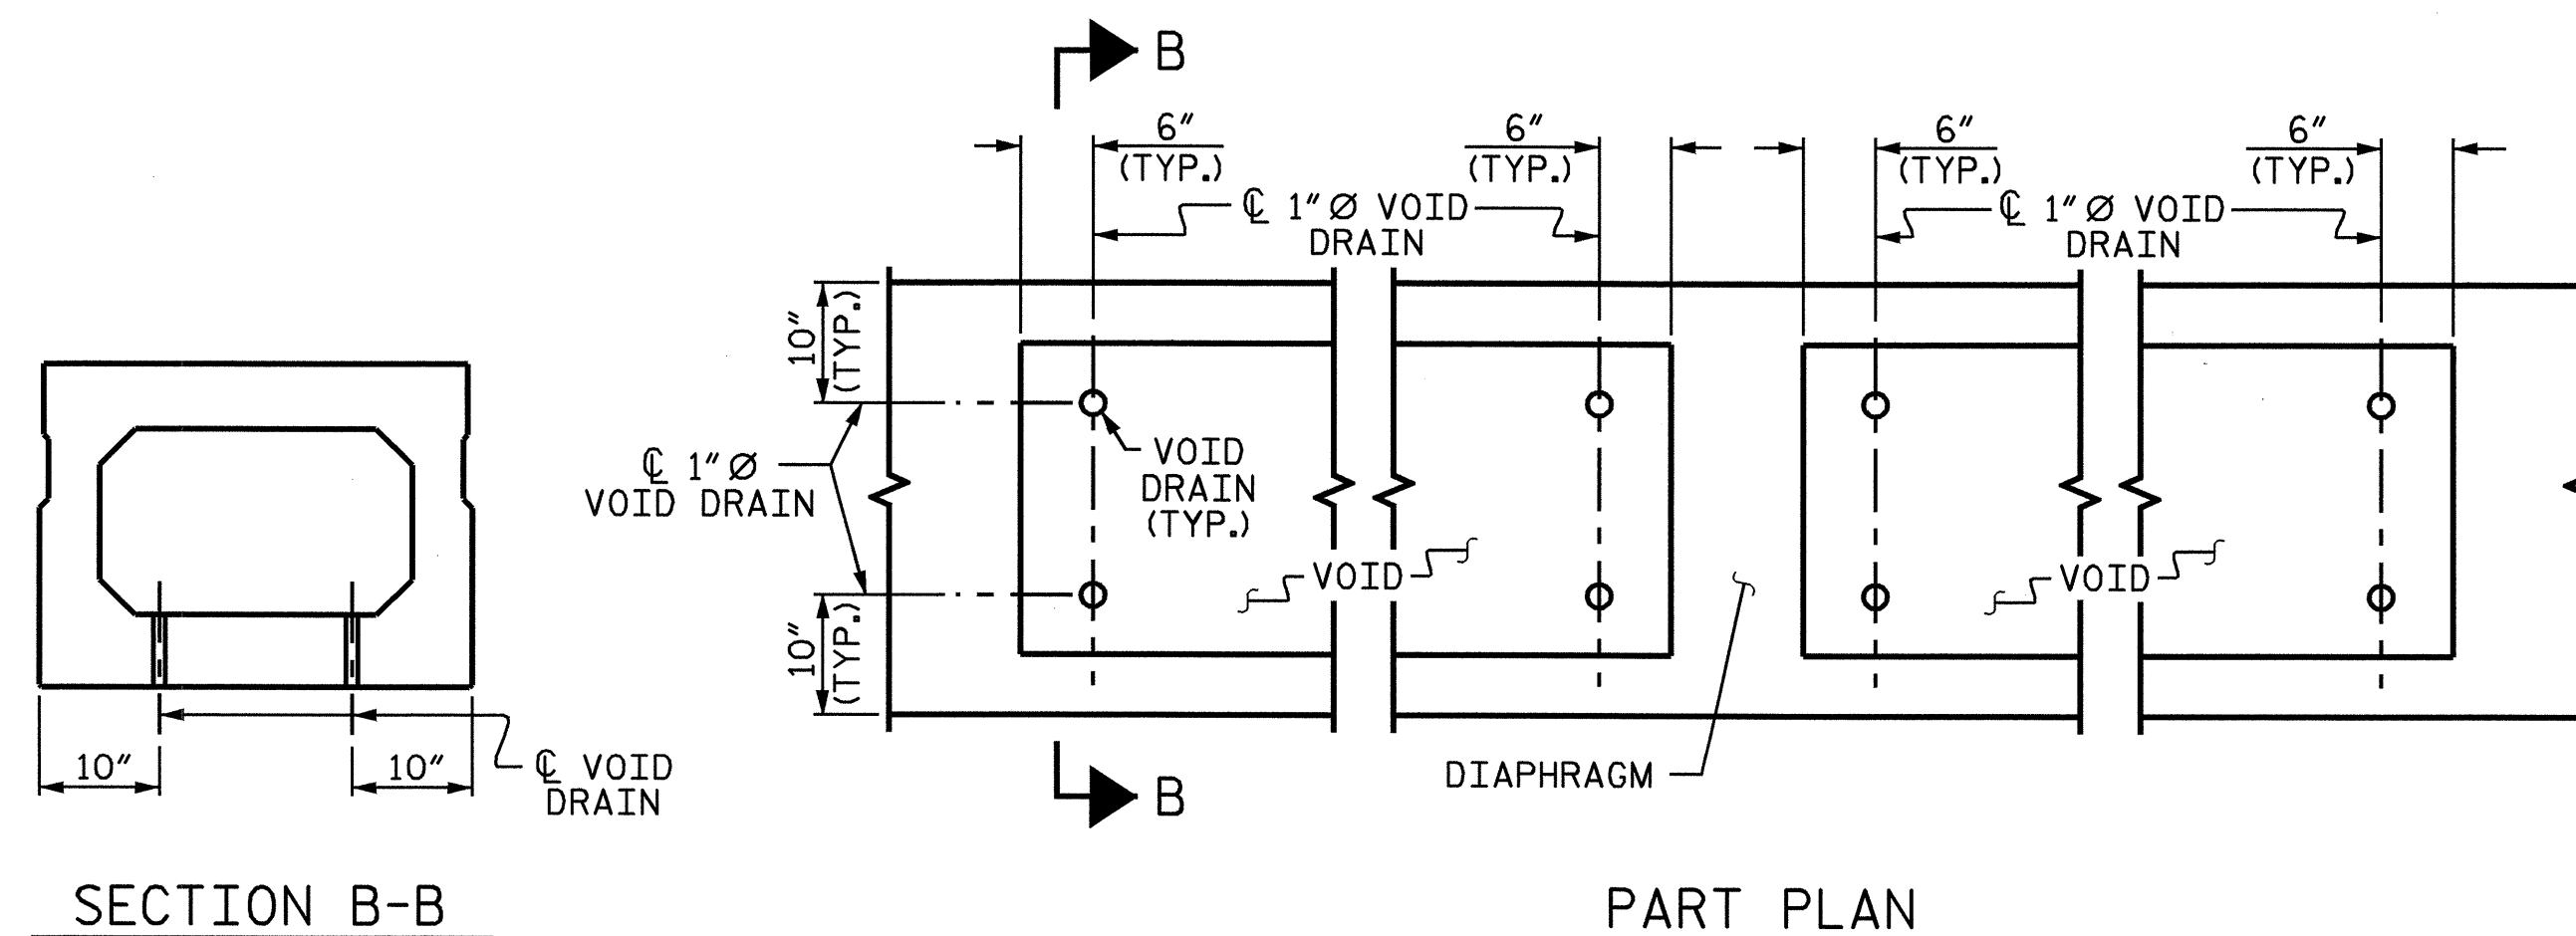 B
6"
(TYP.)
6"
(TYP.)
6"
(TYP.)
6"
(TYP.)
℄ 1"Ø VOID
DRAIN
℄ 1"Ø VOID
DRAIN
10"
(TYP.)
℄ 1"Ø
VOID DRAIN
VOID
DRAIN
(TYP.)
VOID
VOID
10"
(TYP.)
DIAPHRAGM
B
10"
10"
℄ VOID
DRAIN
SECTION B-B
PART PLAN